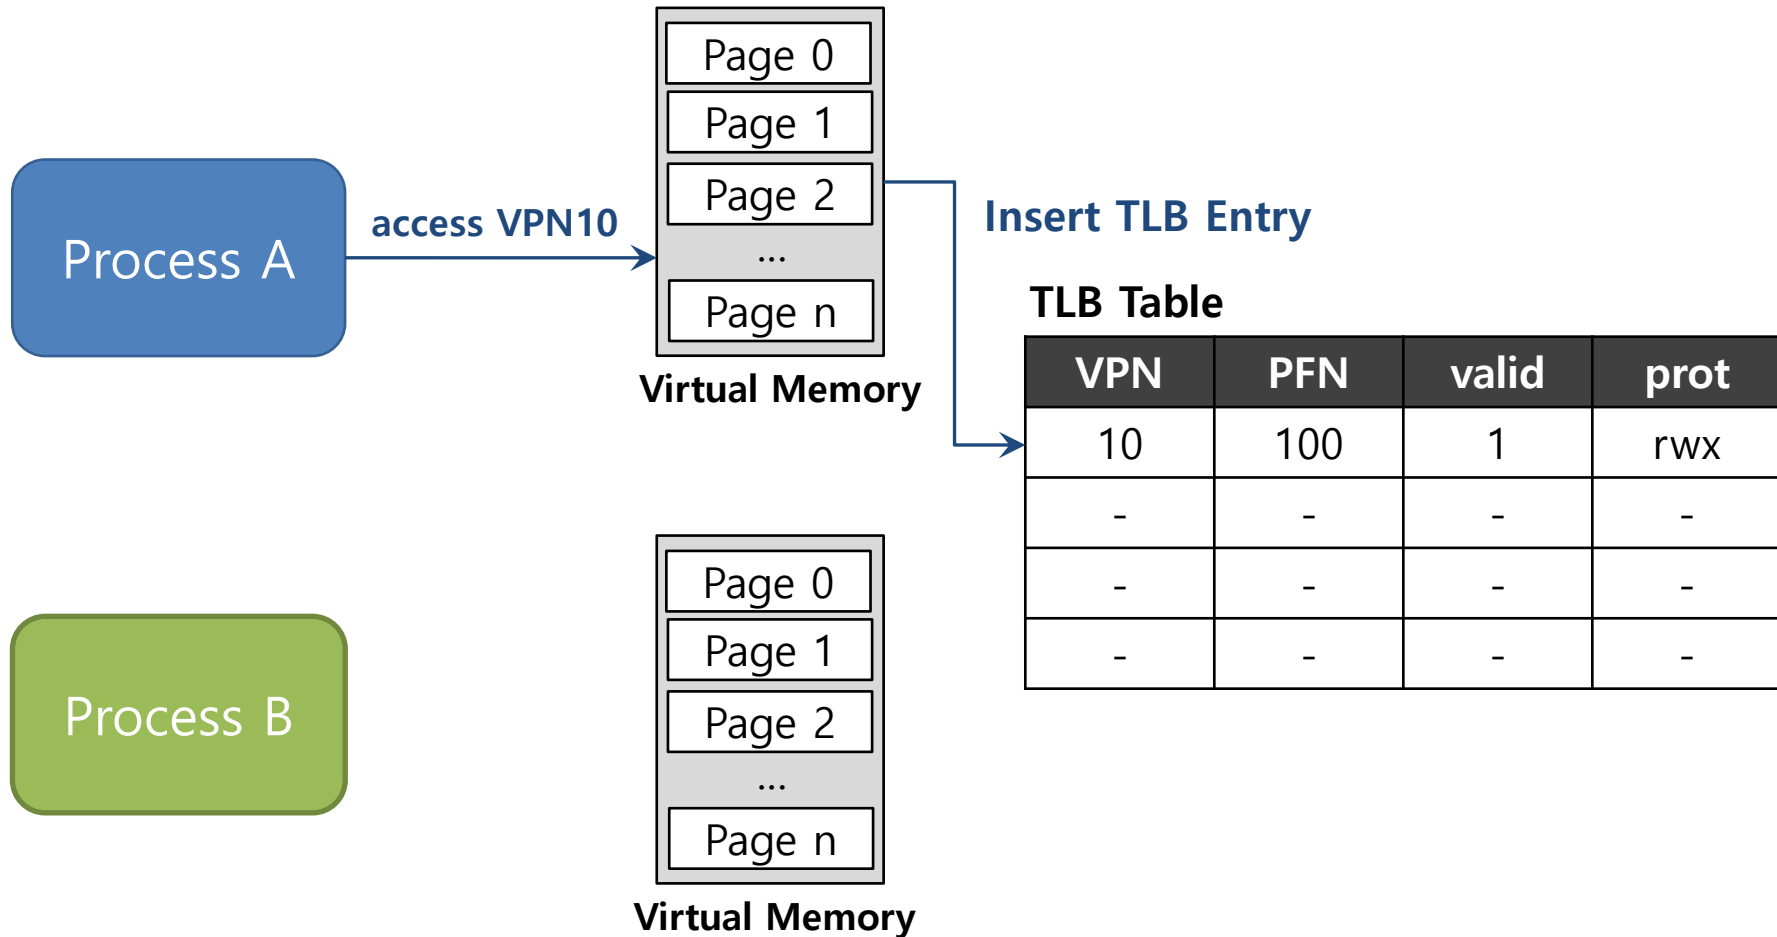 Page 0
Page 1
Page 2
...
Page n
Virtual Memory
Process A
access VPN10
Insert TLB Entry
TLB Table
VPN PFN valid prot
10 100 1 rwx
- - - -
- - - -
- - - -
Process B
Page 0
Page 1
Page 2
...
Page n
Virtual Memory